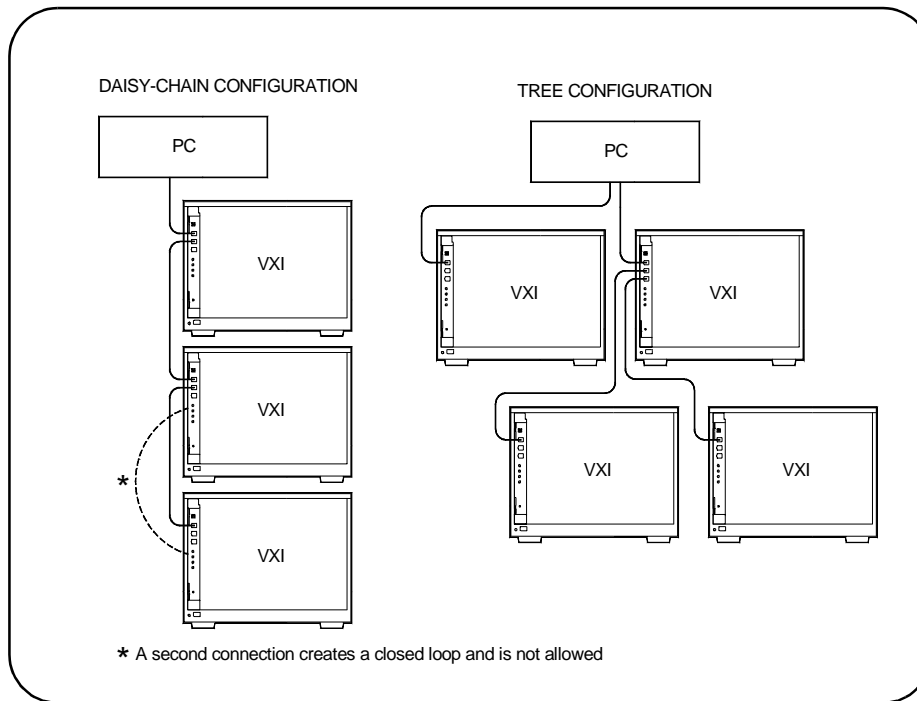 DAISY-CHAIN CONFIGURATION
PC
VXI
VXI
*
VXI
TREE CONFIGURATION
PC
VXI
VXI
VXI
VXI
* A second connection creates a closed loop and is not allowed